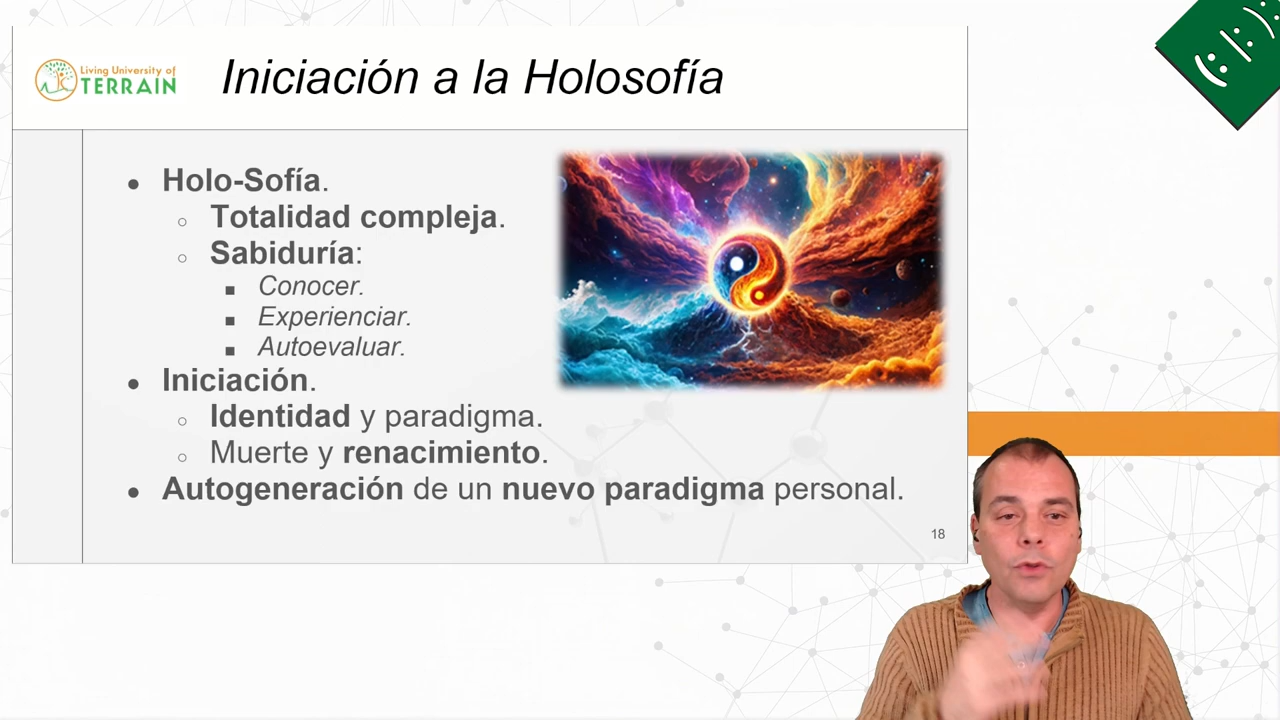 Living University of
TERRAIN
Iniciación a la Holosofía
● Holo-Sofía.
○ Totalidad compleja.
○ Sabiduría:
■ Conocer.
■ Experienciar.
■ Autoevaluar.
● Iniciación.
○ Identidad y paradigma.
○ Muerte y renacimiento.
● Autogeneración de un nuevo paradigma personal.
18